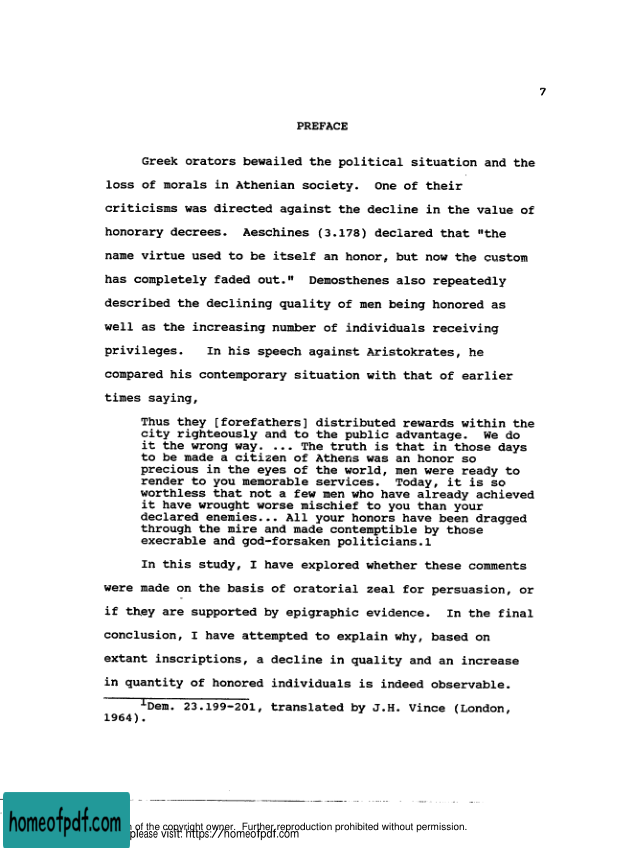 7
PREFACE
Greek orators bewailed the political situation and the
loss of morals in Athenian society. One of their
criticisms was directed against the decline in the value of
honorary decrees. Aeschines (3.178) declared that "the
name virtue used to be itself an honor, but now the custom
has completely faded out." Demosthenes also repeatedly
described the declining quality of men being honored as
well as the increasing number of individuals receiving
privileges. In his speech against Aristokrates, he
compared his contemporary situation with that of earlier
times saying,
Thus they [forefathers] distributed rewards within the
city righteously and to the public advantage. We do
it the wrong way. ... The truth is that in those days
to be made a citizen of Athens was an honor so
precious in the eyes of the world, men were ready to
render to you memorable services. Today, it is so
worthless that not a few men who have already achieved
it have wrought worse mischief to you than your
declared enemies... All your honors have been dragged
through the mire and made contemptible by those
execrable and god-forsaken politicians.1
In this study, I have explored whether these comments
were made on the basis of oratorial zeal for persuasion, or
if they are supported by epigraphic evidence. In the final
conclusion, I have attempted to explain why, based on
extant inscriptions, a decline in quality and an increase
in quantity of honored individuals is indeed observable.
1Dem. 23.199-201, translated by J.H. Vince (London,
1964).
homeofpdf.com
of the copyright owner. Further reproduction prohibited without permission.
please visit: https://homeofpdf.com